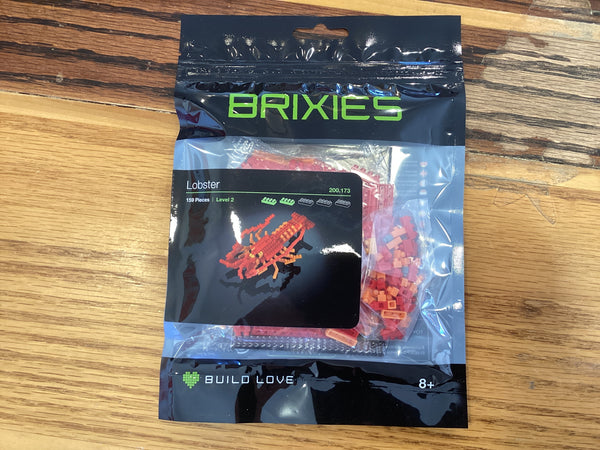 BRIXIES
Lobster
200,173
159 Pieces | Level 2
BUILD LOVE
8+